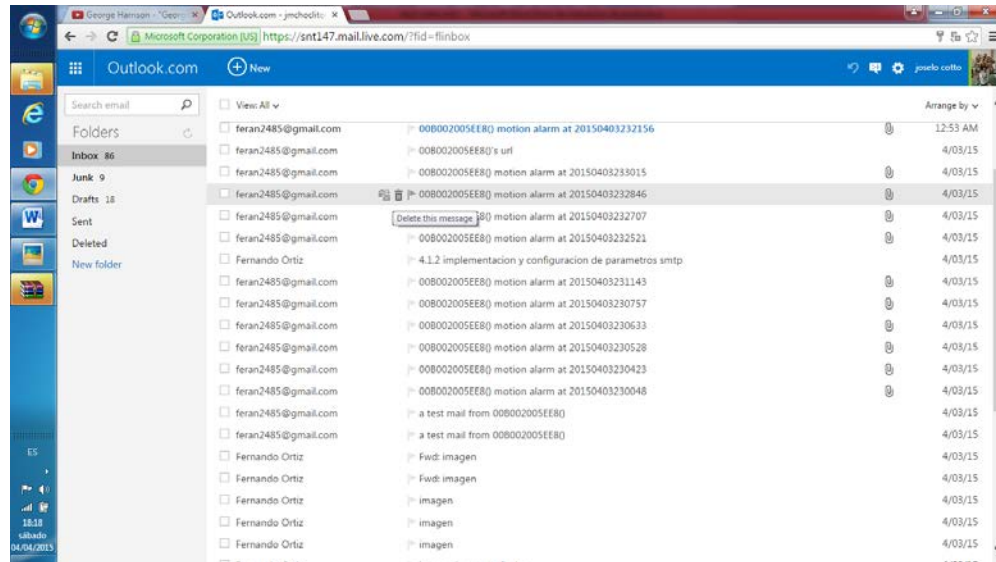 George Harrison - "Georg
Outlook.com - jmchoclito
Microsoft Corporation [US] https://snt147.mail.live.com/?fid=flinbox
Outlook.com
New
joselo cotto
Search email
View: All
Arrange by
Folders
Inbox 86
Junk 9
Drafts 18
Sent
Deleted
New folder
feran2485@gmail.com 00B002005EE8() motion alarm at 20150403232156 12:53 AM
feran2485@gmail.com 00B002005EE8()'s url 4/03/15
feran2485@gmail.com 00B002005EE8() motion alarm at 20150403233015 4/03/15
feran2485@gmail.com 00B002005EE8() motion alarm at 20150403232846 4/03/15
Delete this message
feran2485@gmail.com 8() motion alarm at 20150403232707 4/03/15
feran2485@gmail.com 00B002005EE8() motion alarm at 20150403232521 4/03/15
Fernando Ortiz 4.1.2 implementacion y configuracion de parametros smtp 4/03/15
feran2485@gmail.com 00B002005EE8() motion alarm at 20150403231143 4/03/15
feran2485@gmail.com 00B002005EE8() motion alarm at 20150403230757 4/03/15
feran2485@gmail.com 00B002005EE8() motion alarm at 20150403230633 4/03/15
feran2485@gmail.com 00B002005EE8() motion alarm at 20150403230528 4/03/15
feran2485@gmail.com 00B002005EE8() motion alarm at 20150403230423 4/03/15
feran2485@gmail.com 00B002005EE8() motion alarm at 20150403230048 4/03/15
feran2485@gmail.com a test mail from 00B002005EE8() 4/03/15
feran2485@gmail.com a test mail from 00B002005EE8() 4/03/15
Fernando Ortiz Fwd: imagen 4/03/15
Fernando Ortiz Fwd: imagen 4/03/15
Fernando Ortiz imagen 4/03/15
Fernando Ortiz imagen 4/03/15
Fernando Ortiz imagen 4/03/15
ES
18:18
sábado
04/04/2015